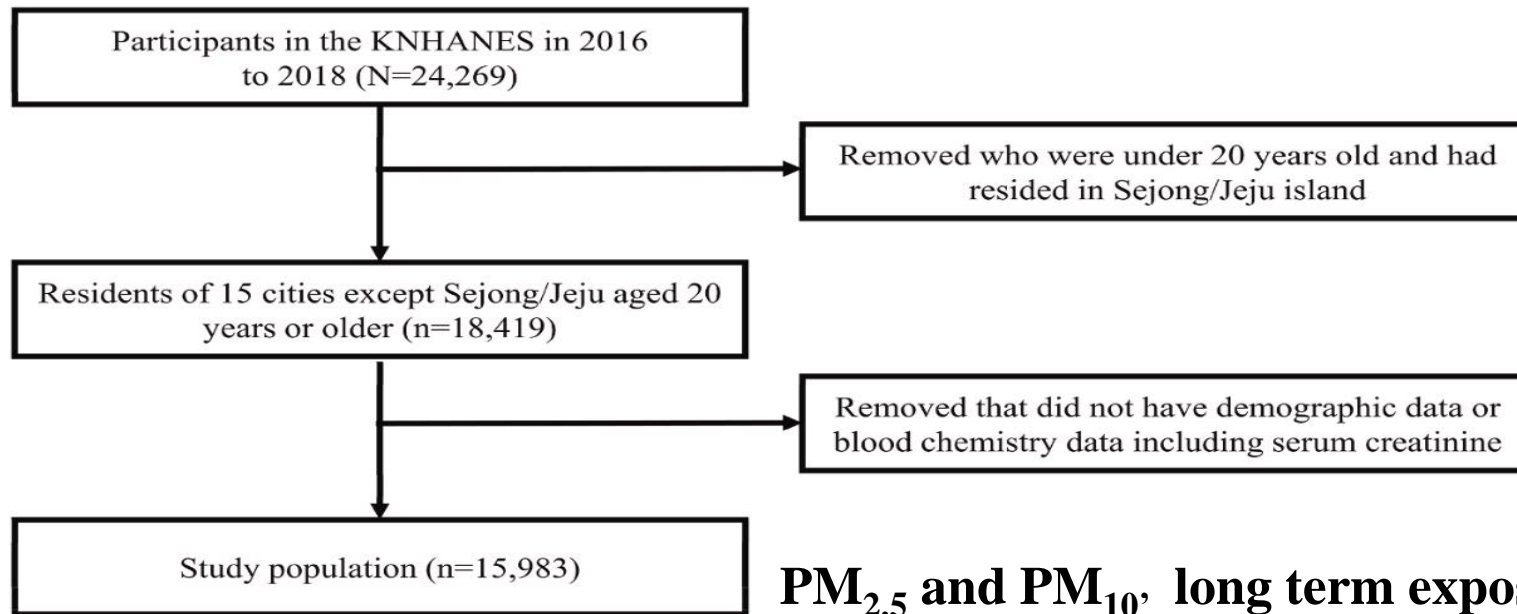 Participants in the KNHANES in 2016
to 2018 (N=24,269)
Removed who were under 20 years old and had
resided in Sejong/Jeju island
Residents of 15 cities except Sejong/Jeju aged 20
years or older (n=18,419)
Removed that did not have demographic data or
blood chemistry data including serum creatinine
Study population (n=15,983)
PM2.5 and PM10, long term expos